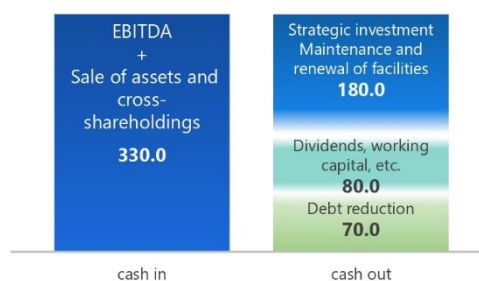 EBITDA
+
Sale of assets and
cross-
shareholdings
330.0
Strategic investment
Maintenance and
renewal of facilities
180.0
Dividends, working
capital, etc.
80.0
Debt reduction
70.0
cash in
cash out